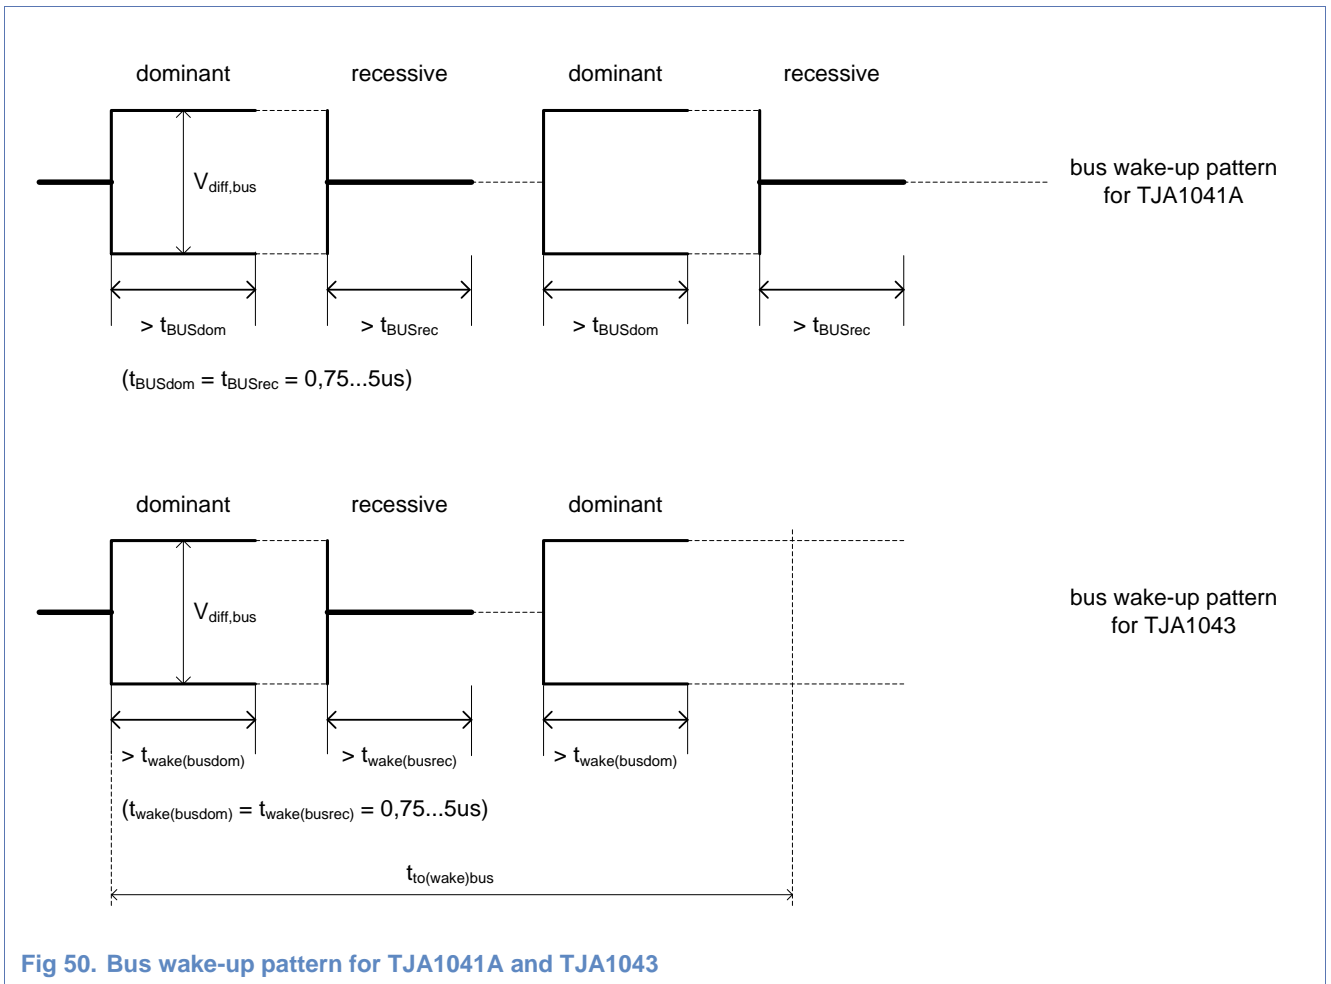 dominant recessive dominant recessive
bus wake-up pattern
for TJA1041A
Vdiff,bus
> tBUSdom > tBUSrec > tBUSdom > tBUSrec
(tBUSdom = tBUSrec = 0,75...5us)
dominant recessive dominant
bus wake-up pattern
for TJA1043
Vdiff,bus
> twake(busdom) > twake(busrec) > twake(busdom)
(twake(busdom) = twake(busrec) = 0,75...5us)
tto(wake)bus
Fig 50. Bus wake-up pattern for TJA1041A and TJA1043